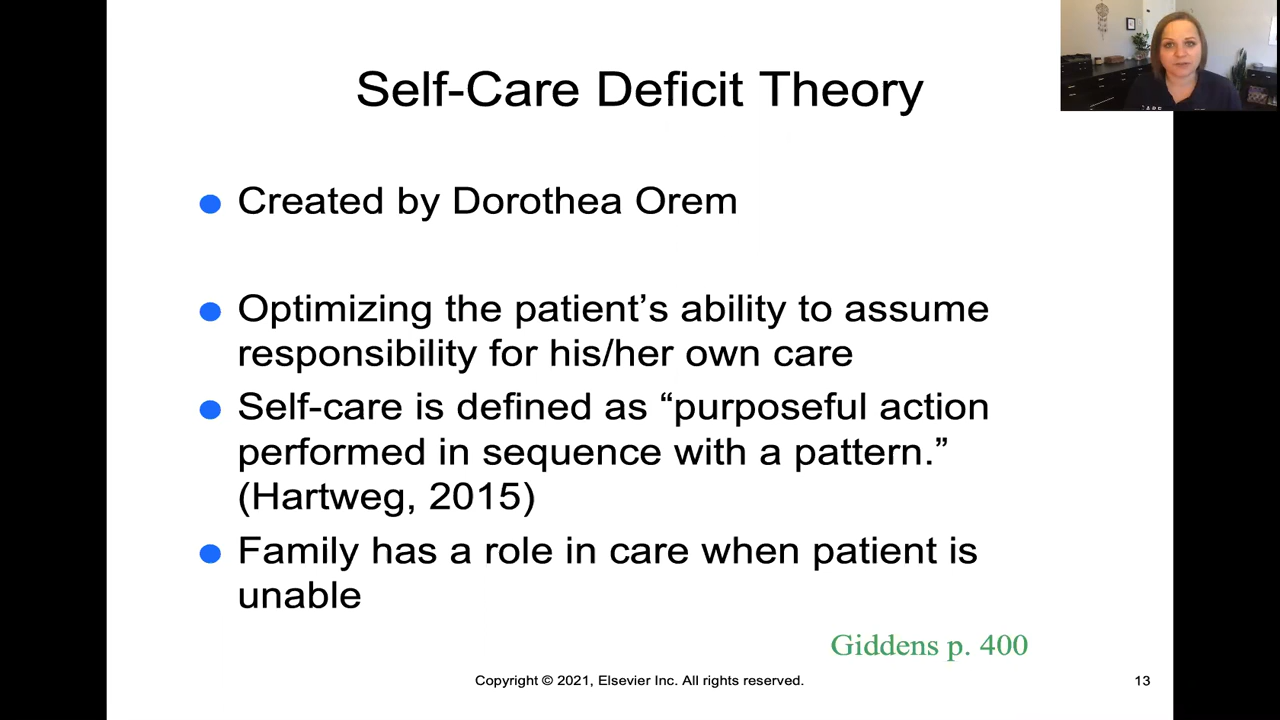 Self-Care Deficit Theory
Created by Dorothea Orem
Optimizing the patient’s ability to assume
responsibility for his/her own care
Self-care is defined as “purposeful action
performed in sequence with a pattern.”
(Hartweg, 2015)
Family has a role in care when patient is
unable
Giddens p. 400
Copyright © 2021, Elsevier Inc. All rights reserved.
13